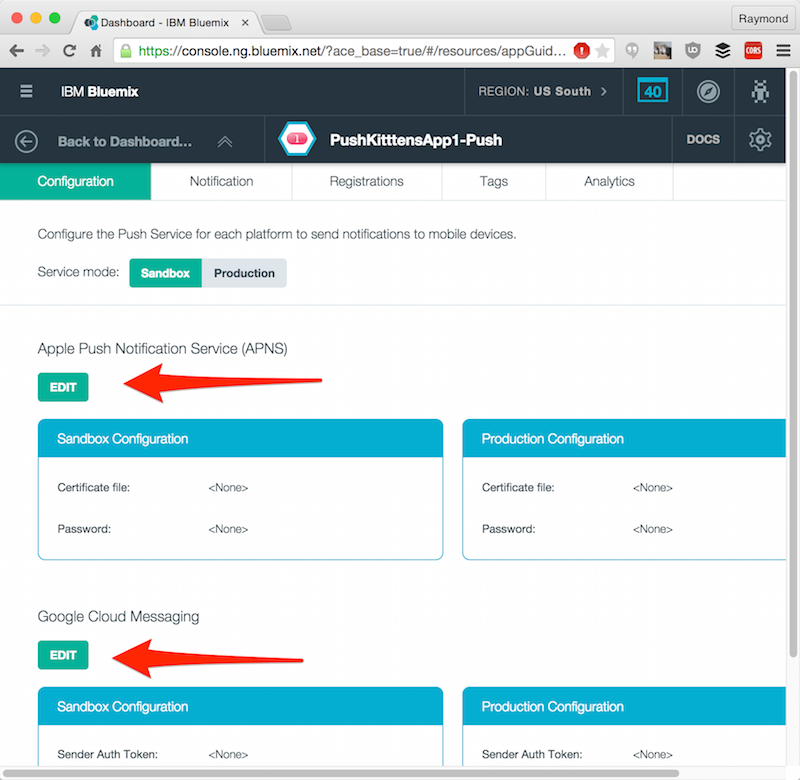 Dashboard - IBM Bluemix
Raymond
https://console.ng.bluemix.net/?ace_base=true/#/resources/appGuid...
CORS
IBM Bluemix
REGION: US South
40
Back to Dashboard...
1
PushKitttensApp1-Push
DOCS
Configuration
Notification
Registrations
Tags
Analytics
Configure the Push Service for each platform to send notifications to mobile devices.
Service mode:
Sandbox
Production
Apple Push Notification Service (APNS)
EDIT
Sandbox Configuration
Production Configuration
Certificate file: <None>
Certificate file: <None>
Password: <None>
Password: <None>
Google Cloud Messaging
EDIT
Sandbox Configuration
Production Configuration
Sender Auth Token: <None>
Sender Auth Token: <None>